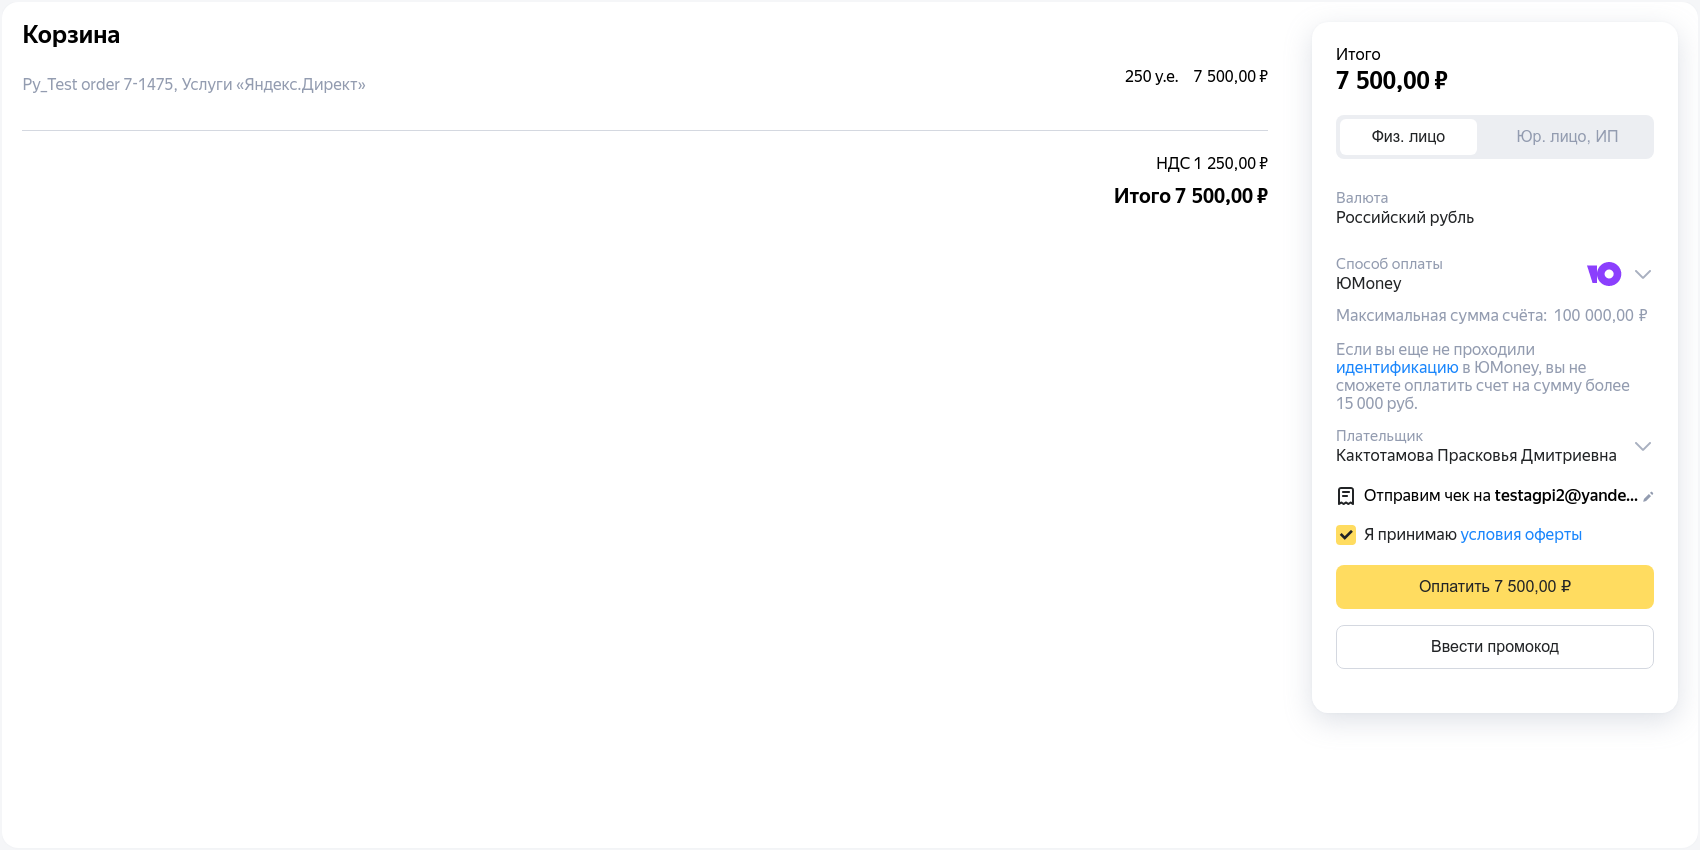 Корзина
Py_Test order 7-1475, Услуги «Яндекс.Директ»
250 у.е. 7 500,00 ₽
НДС 1 250,00 ₽
Итого 7 500,00 ₽
Итого
7 500,00 ₽
Физ. лицо
Юр. лицо, ИП
Валюта
Российский рубль
Способ оплаты
ЮMoney
Максимальная сумма счёта: 100 000,00 ₽
Если вы еще не проходили
идентификацию в ЮMoney, вы не
сможете оплатить счет на сумму более
15 000 руб.
Плательщик
Кактотамова Прасковья Дмитриевна
Отправим чек на testagpi2@yande...
Я принимаю условия оферты
Оплатить 7 500,00 ₽
Ввести промокод